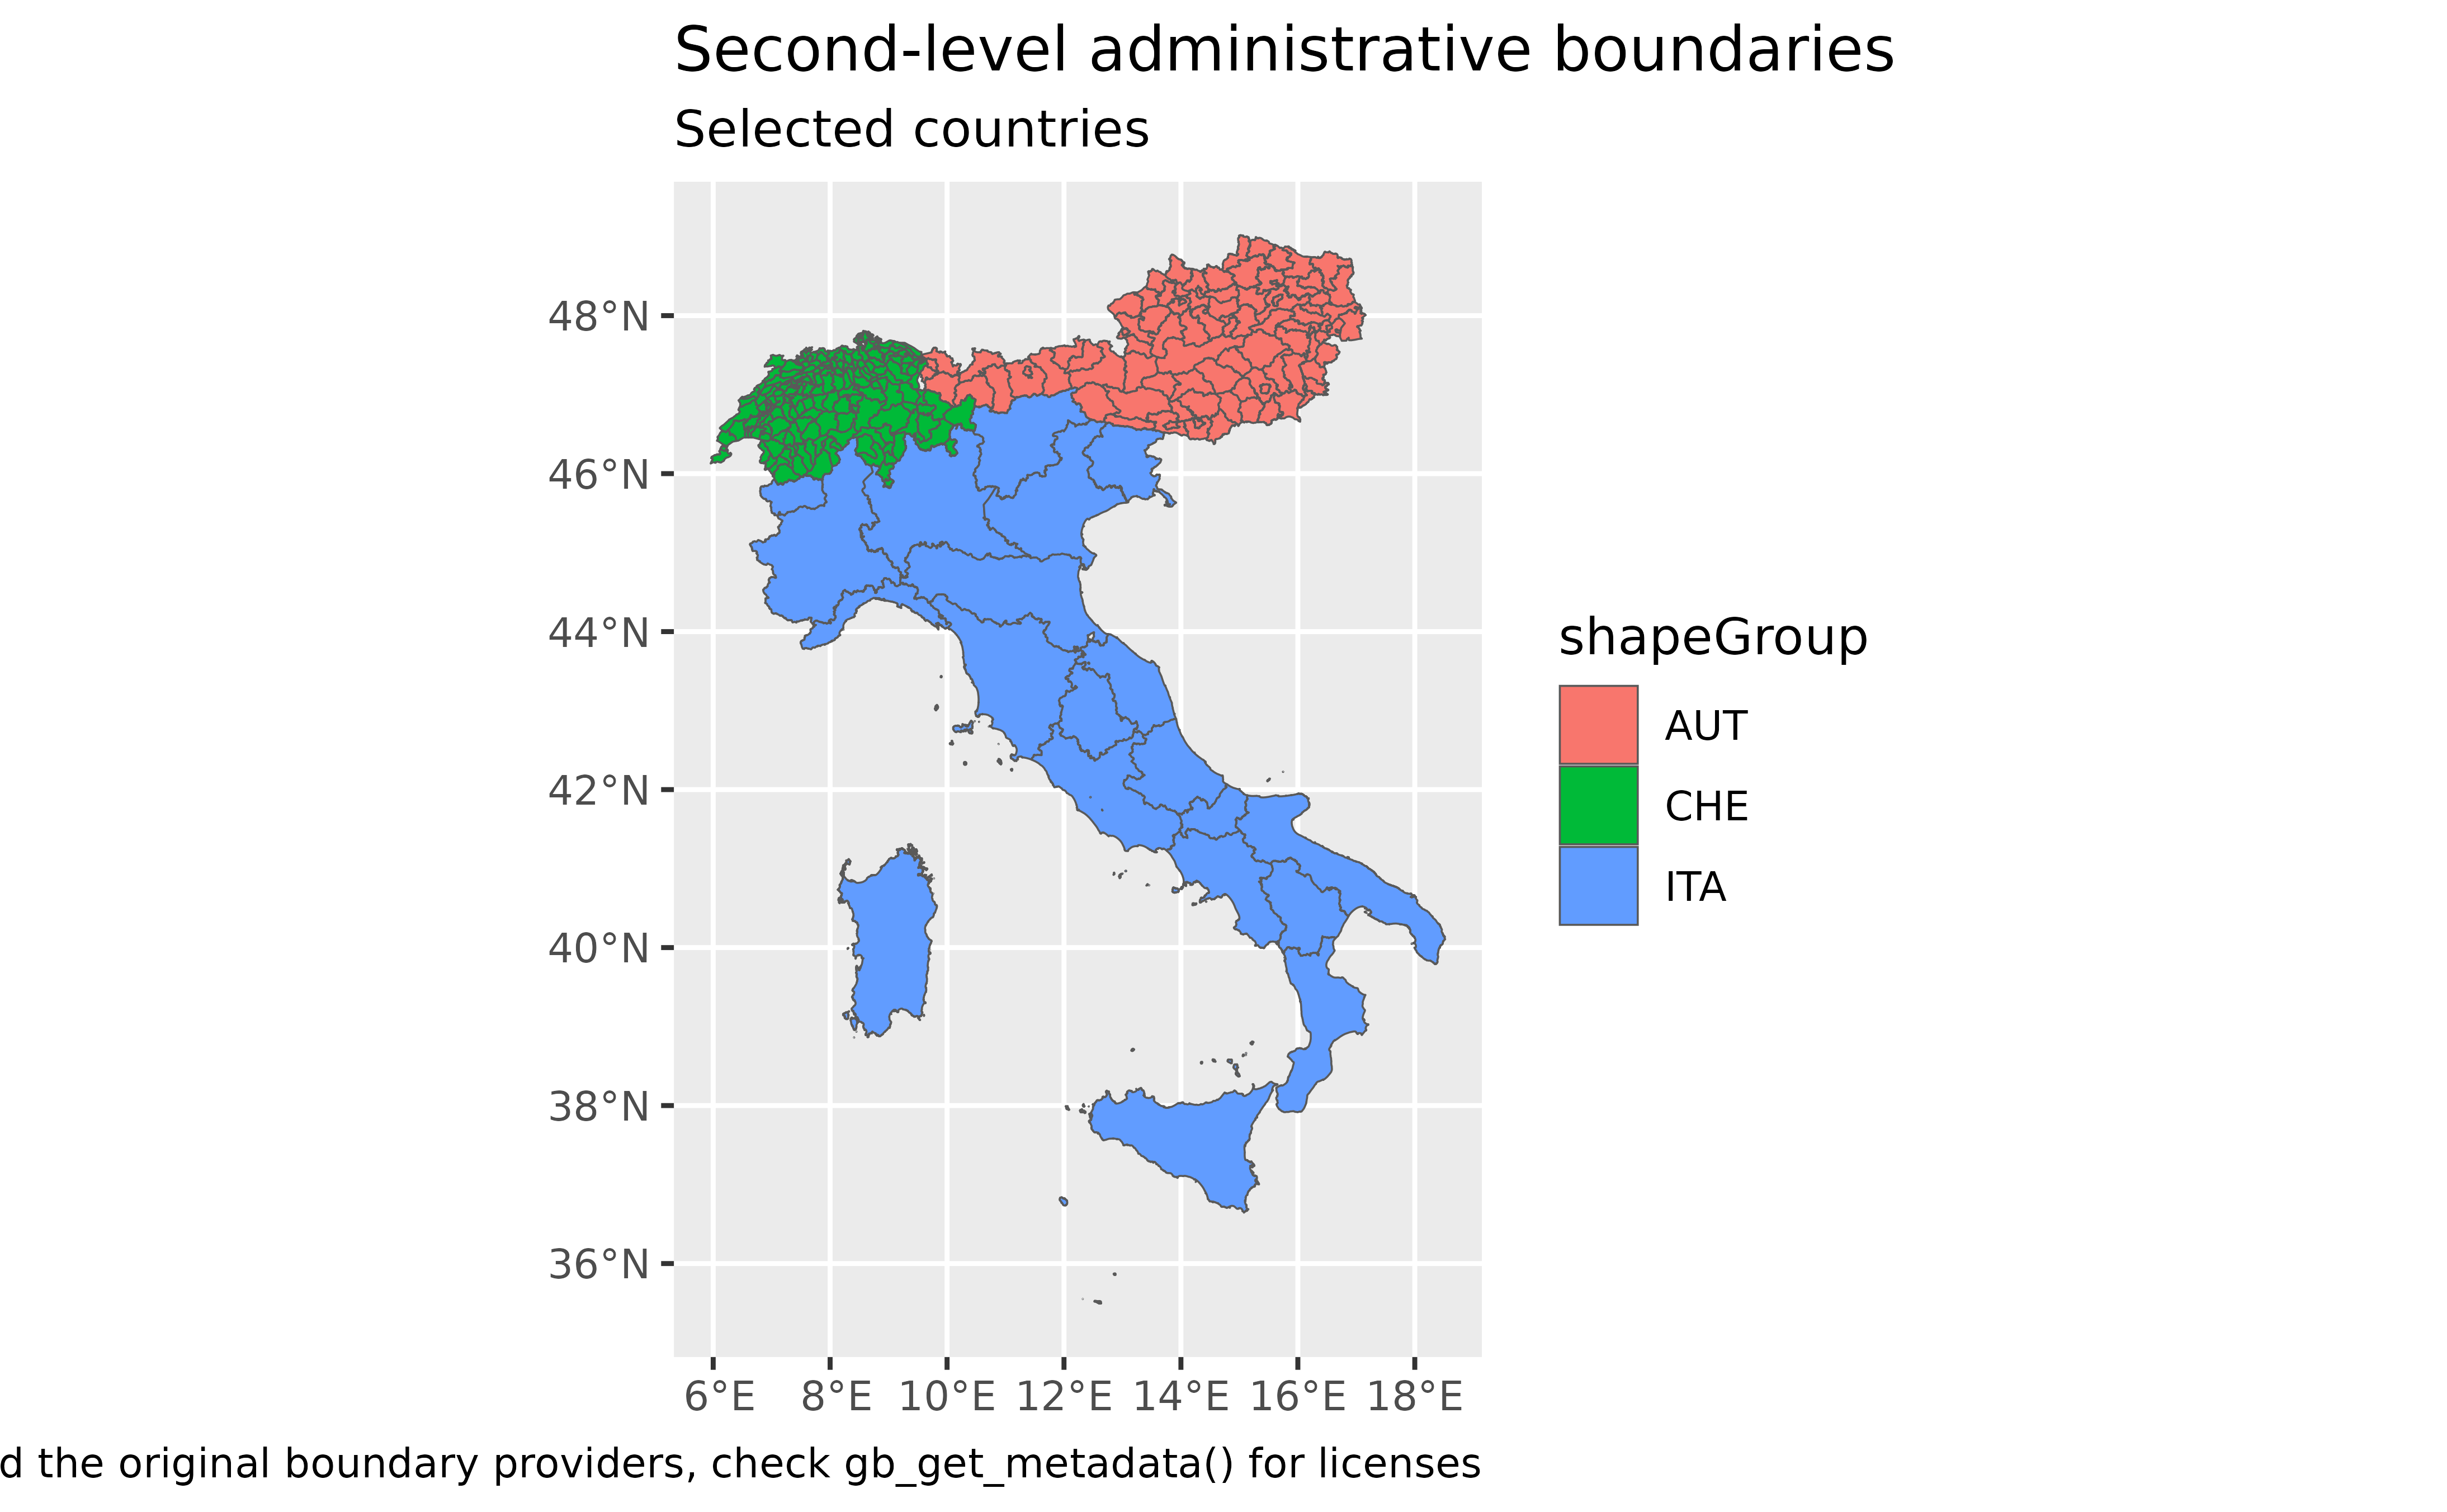 Second-level administrative boundaries
Selected countries
48°N
46°N
44°N
42°N
40°N
38°N
36°N
6°E 8°E 10°E 12°E 14°E 16°E 18°E
shapeGroup
AUT
CHE
ITA
the original boundary providers, check gb_get_metadata() for licenses